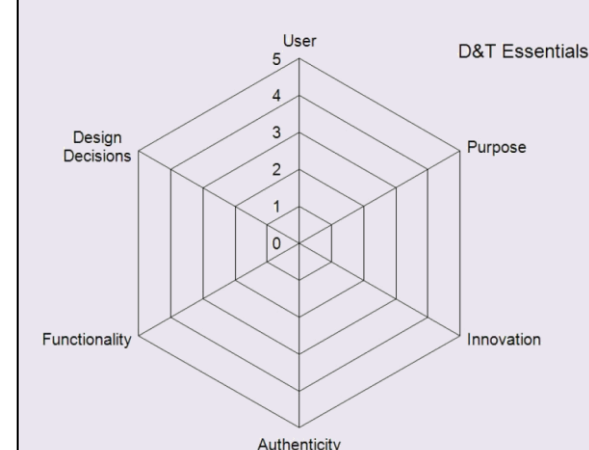 User
D&T Essentials
5
4
3
2
1
0
Design
Decisions
Purpose
Functionality
Innovation
Authenticity